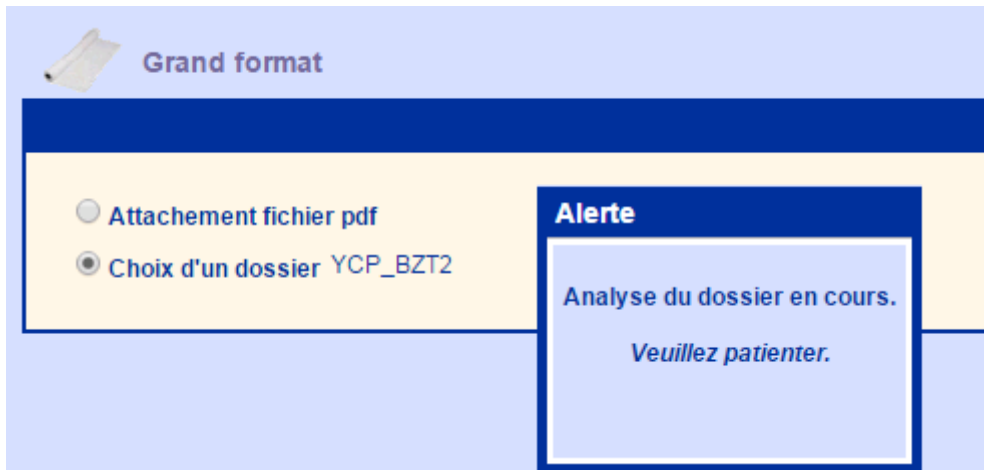 Grand format
Attachement fichier pdf
Choix d'un dossier YCP_BZT2
Alerte
Analyse du dossier en cours.
Veuillez patienter.